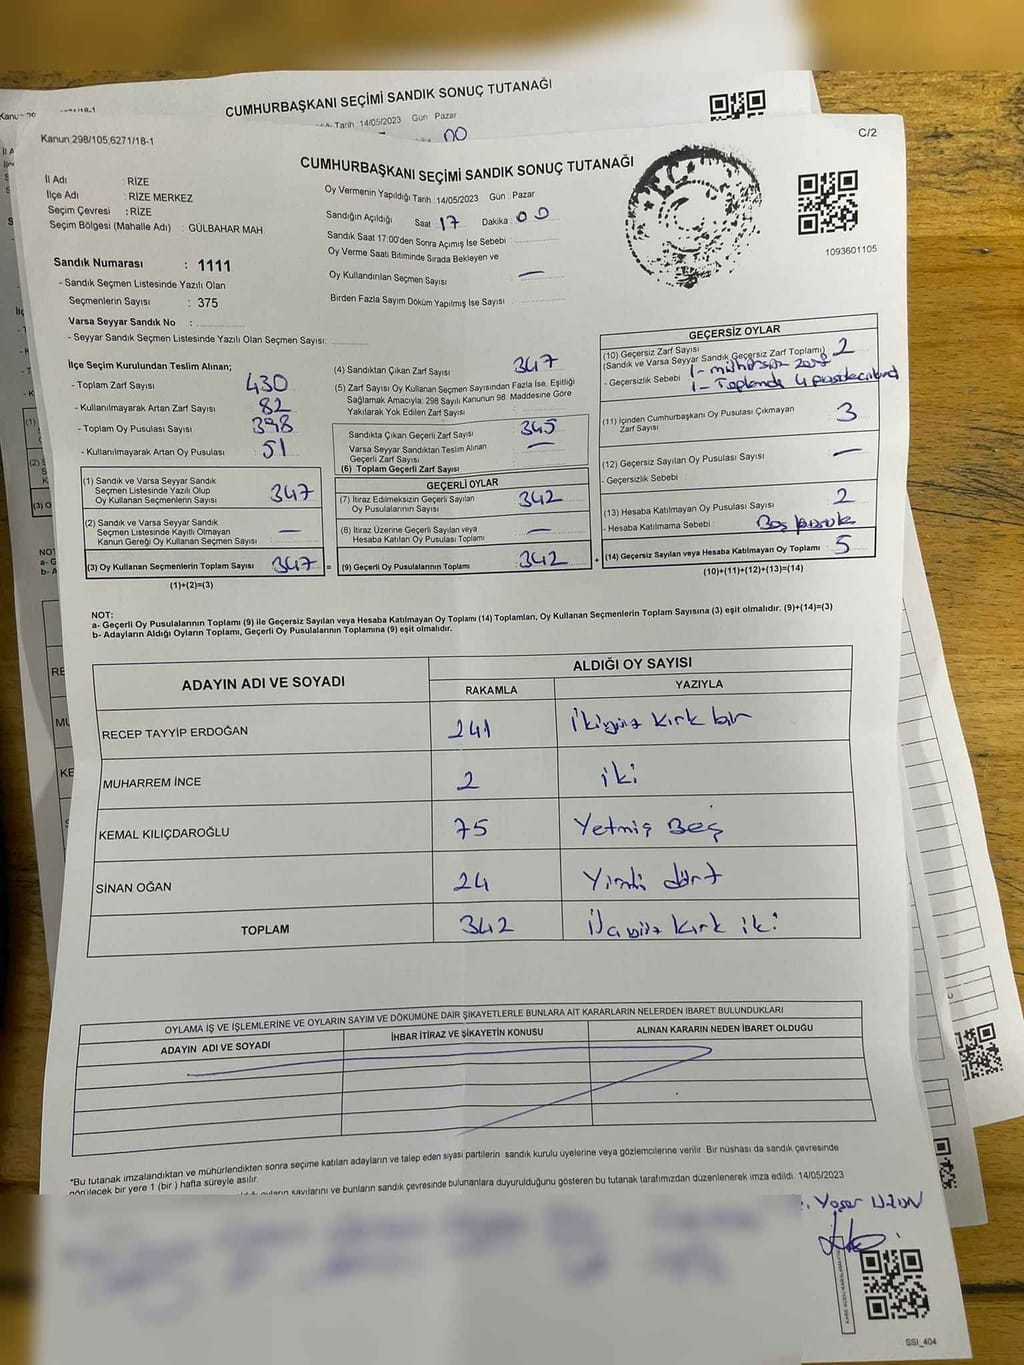 CUMHURBAŞKANI SEÇİMİ SANDIK SONUÇ TUTANAĞI
Tarih 14/05/2023 Gün Pazar
00
Kanun;298/105,6271/18-1
C/2
CUMHURBAŞKANI SEÇİMİ SANDIK SONUÇ TUTANAĞI
İl Adı : RİZE
İlçe Adı : RİZE MERKEZ
Seçim Çevresi : RİZE
Seçim Bölgesi (Mahalle Adı) : GÜLBAHAR MAH
Sandık Numarası : 1111
- Sandık Seçmen Listesinde Yazılı Olan
Seçmenlerin Sayısı : 375
Varsa Seyyar Sandık No :
- Seyyar Sandık Seçmen Listesinde Yazılı Olan Seçmen Sayısı:
Oy Vermenin Yapıldığı Tarih 14/05/2023 Gün : Pazar
Sandığın Açıldığı Saat : 17 Dakika : 00
Sandık Saat 17:00'den Sonra Açımış İse Sebebi :
Oy Verme Saati Bitiminde Sırada Bekleyen ve
Oy Kullandırılan Seçmen Sayısı : —
Birden Fazla Sayım Döküm Yapılmış İse Sayısı :
1093601105
İlçe Seçim Kurulundan Teslim Alınan;
- Toplam Zarf Sayısı : 430
- Kullanılmayarak Artan Zarf Sayısı : 82
- Toplam Oy Pusulası Sayısı : 398
- Kullanılmayarak Artan Oy Pusulası : 51
(1) Sandık ve Varsa Seyyar Sandık
Seçmen Listesinde Yazılı Olup
Oy Kullanan Seçmenlerin Sayısı : 347
(2) Sandık ve Varsa Seyyar Sandık
Seçmen Listesinde Kayıtlı Olmayan
Kanun Gereği Oy Kullanan Seçmen Sayısı : —
(3) Oy Kullanan Seçmenlerin Toplam Sayısı : 347 =
(1)+(2)=(3)
(4) Sandıktan Çıkan Zarf Sayısı : 347
(5) Zarf Sayısı Oy Kullanan Seçmen Sayısından Fazla İse, Eşitliği
Sağlamak Amacıyla; 298 Sayılı Kanunun 98. Maddesine Göre
Yakılarak Yok Edilen Zarf Sayısı :
Sandıkta Çıkan Geçerli Zarf Sayısı : 345
Varsa Seyyar Sandıktan Teslim Alınan
Geçerli Zarf Sayısı : —
(6) Toplam Geçerli Zarf Sayısı :
GEÇERLİ OYLAR
(7) İtiraz Edilmeksizin Geçerli Sayılan
Oy Pusulalarının Sayısı : 342
(8) İtiraz Üzerine Geçerli Sayılan veya
Hesaba Katılan Oy Pusulası Toplamı : —
(9) Geçerli Oy Pusulalarının Toplamı : 342 +
GEÇERSİZ OYLAR
(10) Geçersiz Zarf Sayısı : 2
(Sandık ve Varsa Seyyar Sandık Geçersiz Zarf Toplamı)
- Geçersizlik Sebebi : 1- mühürsüz zarf
1- Toplamda 4
(11) İçinden Cumhurbaşkanı Oy Pusulası Çıkmayan
Zarf Sayısı : 3
(12) Geçersiz Sayılan Oy Pusulası Sayısı : —
- Geçersizlik Sebebi :
(13) Hesaba Katılmayan Oy Pusulası Sayısı : 2
- Hesaba Katılmama Sebebi : Boş
(14) Geçersiz Sayılan veya Hesaba Katılmayan Oy Toplamı : 5
(10)+(11)+(12)+(13)=(14)
NOT:
a- Geçerli Oy Pusulalarının Toplamı (9) ile Geçersiz Sayılan veya Hesaba Katılmayan Oy Toplamı (14) Toplamları, Oy Kullanan Seçmenlerin Toplam Sayısına (3) eşit olmalıdır. (9)+(14)=(3)
b- Adayların Aldığı Oyların Toplamı, Geçerli Oy Pusulalarının Toplamına (9) eşit olmalıdır.
ADAYIN ADI VE SOYADI ALDIĞI OY SAYISI
RAKAMLA YAZIYLA
RECEP TAYYİP ERDOĞAN 241 İkiyüz kırk bir
MUHARREM İNCE 2 iki
KEMAL KILIÇDAROĞLU 75 Yetmiş Beş
SİNAN OĞAN 24 Yirmi dört
TOPLAM 342 kırk iki
OYLAMA İŞ VE İŞLEMLERİNE VE OYLARIN SAYIM VE DÖKÜMÜNE DAİR ŞİKAYETLERLE BUNLARA AİT KARARLARIN NELERDEN İBARET BULUNDUKLARI
ADAYIN ADI VE SOYADI İHBAR İTİRAZ VE ŞİKAYETİN KONUSU ALINAN KARARIN NEDEN İBARET OLDUĞU
*Bu tutanak imzalandıktan ve mühürlendikten sonra seçime katılan adayların ve talep eden siyasi partilerin sandık kurulu üyelerine veya gözlemcilerine verilir. Bir nüshası da sandık çevresinde
görülecek bir yere 1 (bir ) hafta süreyle asılır.
oyların sayılarını ve bunların sandık çevresinde bulunanlara duyurulduğunu gösteren bu tutanak tarafımızdan düzenlenerek imza edildi. 14/05/2023
Yaşar UZUN
SSI_404